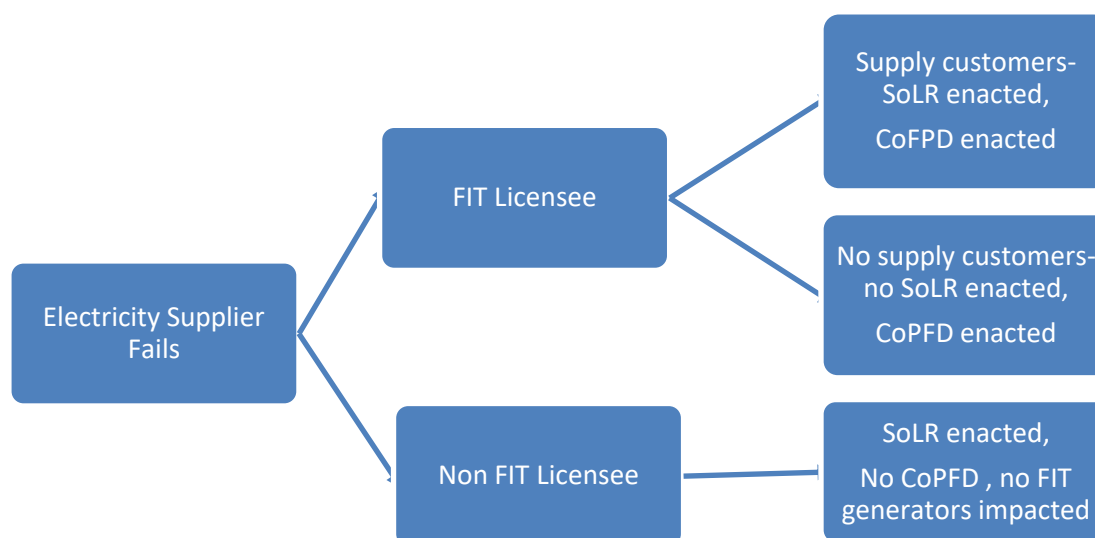 Electricity Supplier
Fails
FIT Licensee
Non FIT Licensee
Supply customers-
SoLR enacted,
CoFPD enacted
No supply customers-
no SoLR enacted,
CoPFD enacted
SoLR enacted,
No CoPFD , no FIT
generators impacted